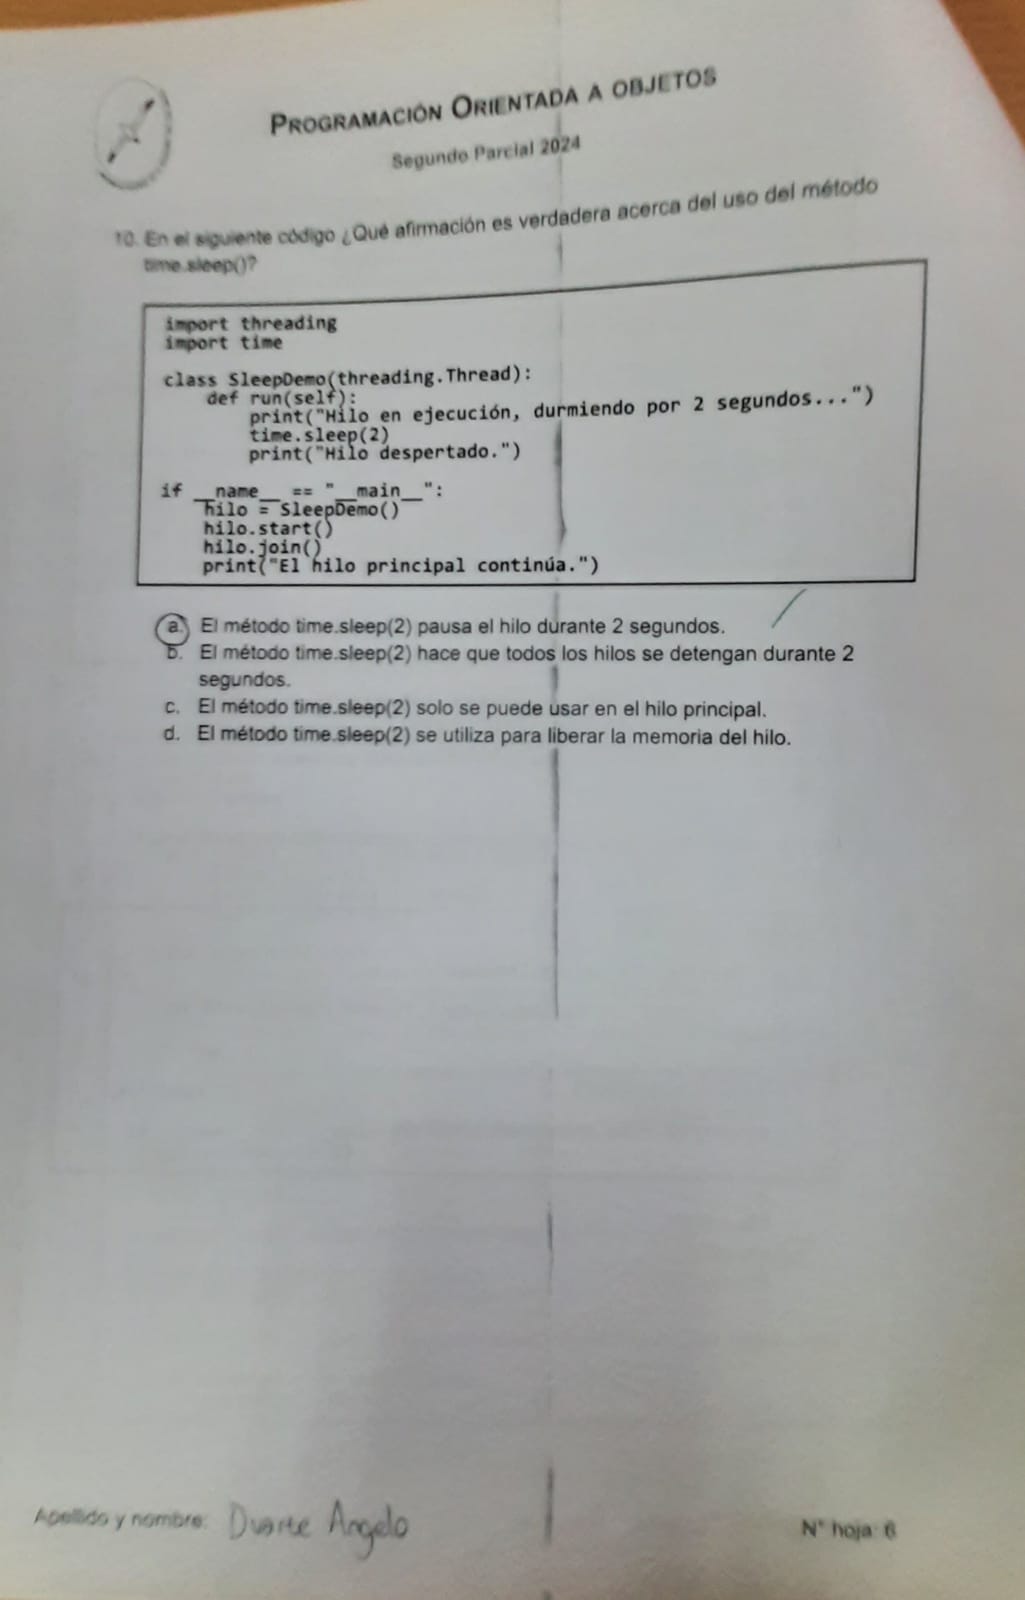 PROGRAMACIÓN ORIENTADA A OBJETOS
Segundo Parcial 2024
10. En el siguiente código ¿Qué afirmación es verdadera acerca del uso del método
time.sleep()?
import threading
import time
class SleepDemo(threading.Thread):
    def run(self):
        print("Hilo en ejecución, durmiendo por 2 segundos...")
        time.sleep(2)
        print("Hilo despertado.")
if __name__ == "__main__":
    hilo = SleepDemo()
    hilo.start()
    hilo.join()
    print("El hilo principal continúa.")
a. El método time.sleep(2) pausa el hilo durante 2 segundos.
b. El método time.sleep(2) hace que todos los hilos se detengan durante 2
segundos.
c. El método time.sleep(2) solo se puede usar en el hilo principal.
d. El método time.sleep(2) se utiliza para liberar la memoria del hilo.
Apellido y nombre: Duarte Angelo
N° hoja: 6